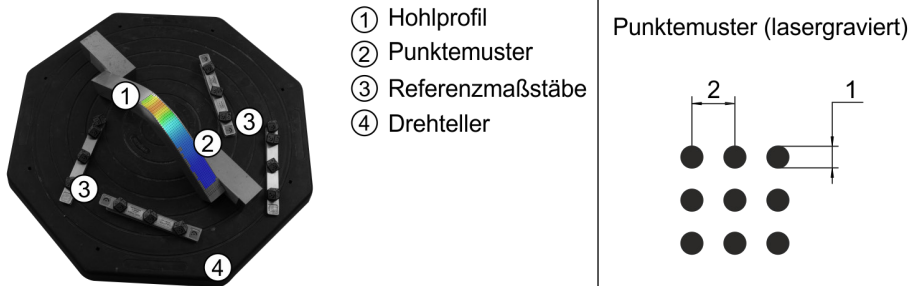 ① Hohlprofil
② Punktemuster
③ Referenzmaßstäbe
④ Drehteller
Punktemuster (lasergraviert)
2
1
1
2
3
3
4